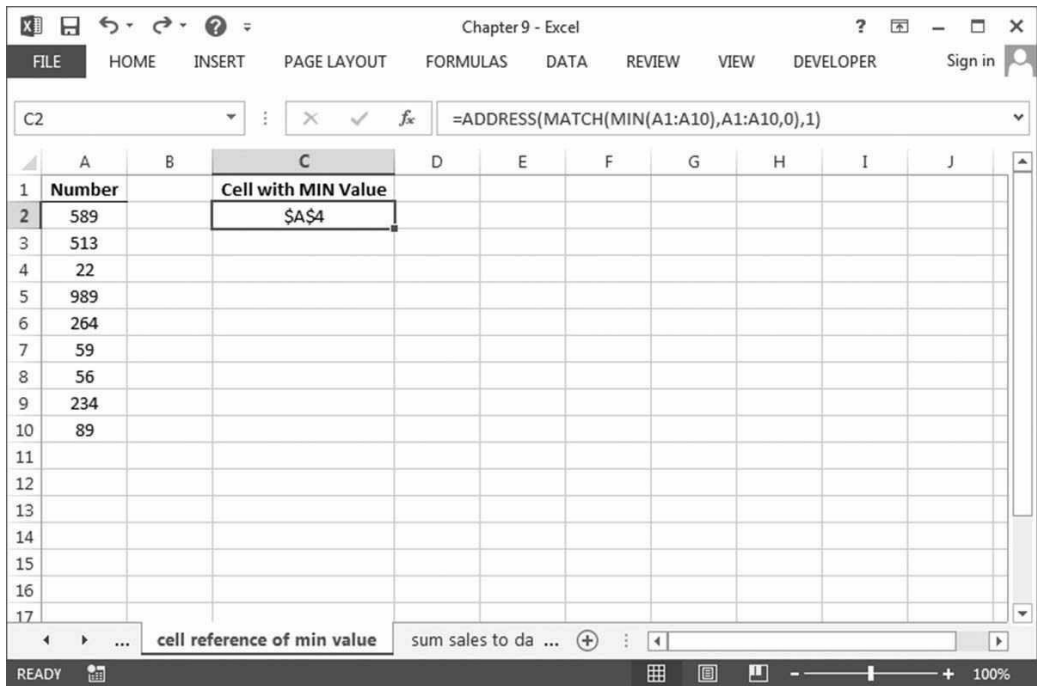 Chapter 9 - Excel
FILE HOME INSERT PAGE LAYOUT FORMULAS DATA REVIEW VIEW DEVELOPER Sign in
C2 fx =ADDRESS(MATCH(MIN(A1:A10),A1:A10,0),1)
A B C D E F G H I J
1 Number Cell with MIN Value
2 589 $A$4
3 513
4 22
5 989
6 264
7 59
8 56
9 234
10 89
11
12
13
14
15
16
17
... cell reference of min value sum sales to da ...
READY 100%